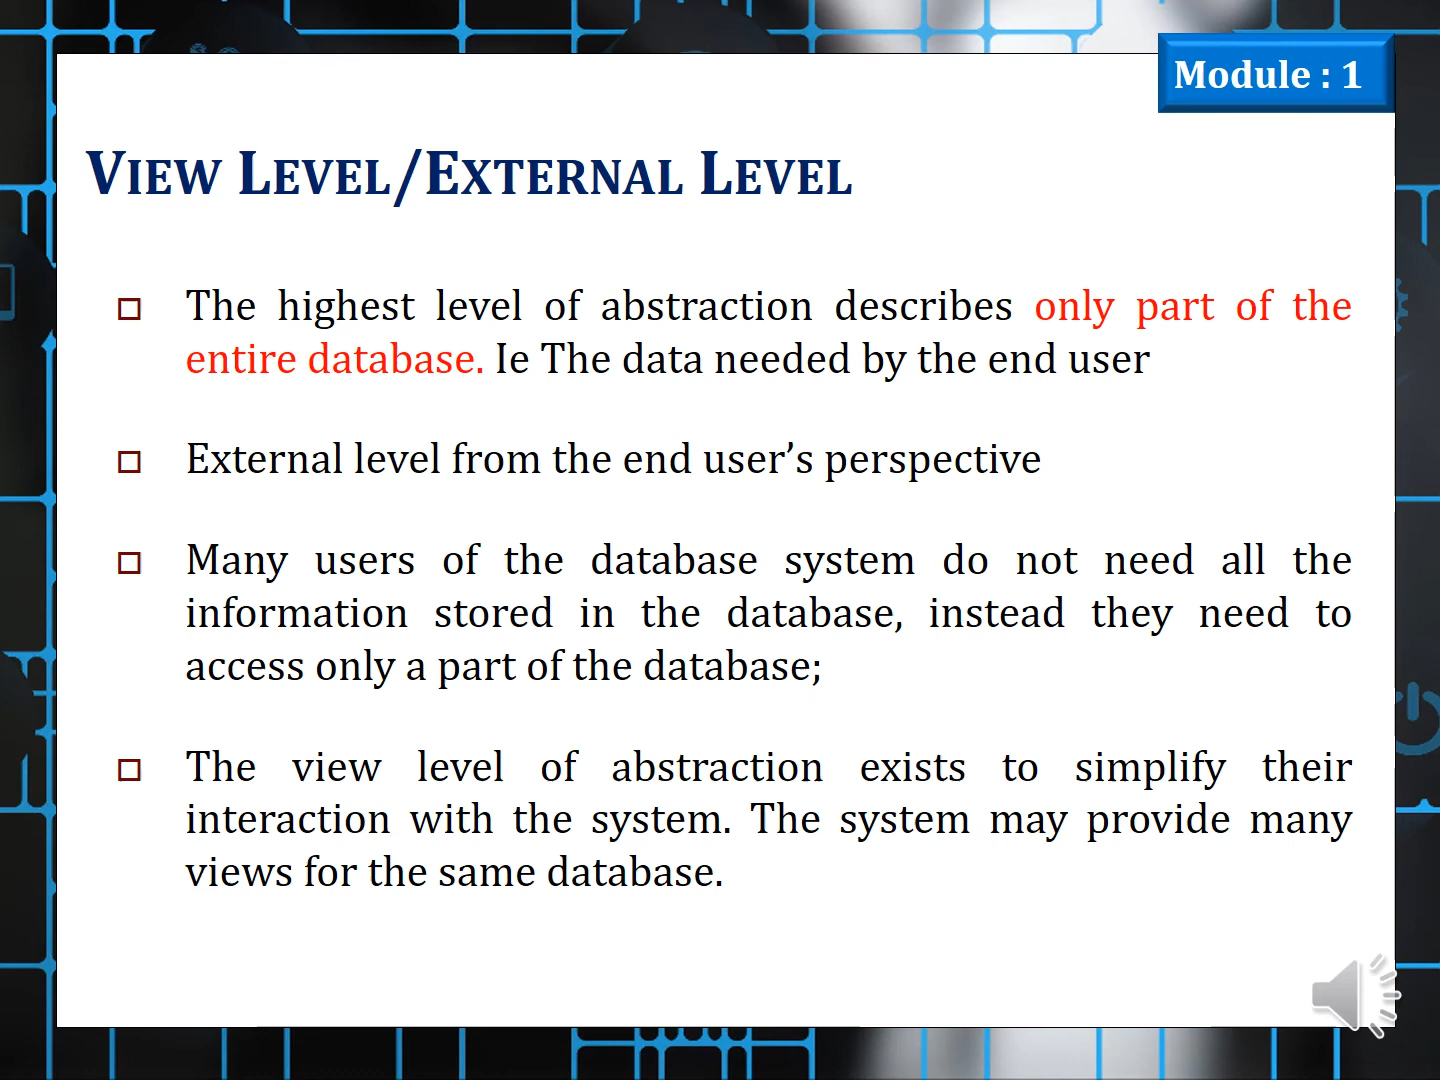 Module : 1
VIEW LEVEL/EXTERNAL LEVEL
The highest level of abstraction describes only part of the
entire database. Ie The data needed by the end user
External level from the end user’s perspective
Many users of the database system do not need all the
information stored in the database, instead they need to
access only a part of the database;
The view level of abstraction exists to simplify their
interaction with the system. The system may provide many
views for the same database.